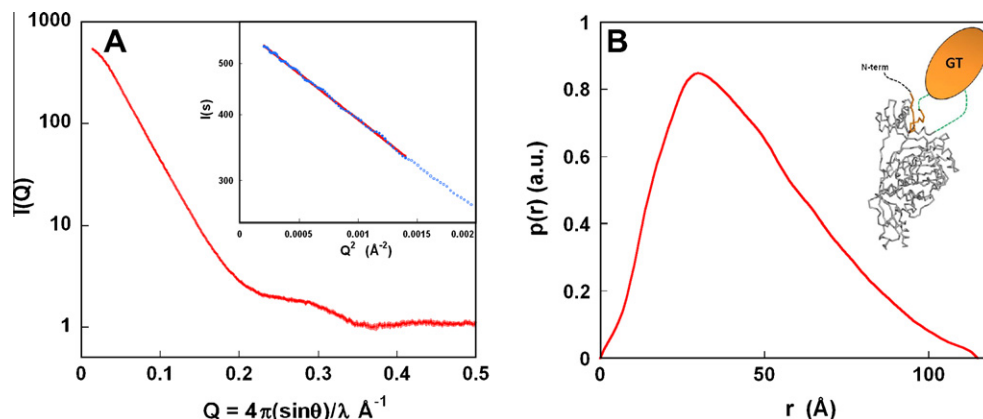 A
1000
100
10
1
I(Q)
0 0.1 0.2 0.3 0.4 0.5
Q = 4π(sinθ)/λ Å⁻¹
500
400
300
I(s)
0 0.0005 0.001 0.0015 0.002
Q² (Å⁻²)
B
1
0.8
0.6
0.4
0.2
0
p(r) (a.u.)
0 50 100
r (Å)
GT
N-term